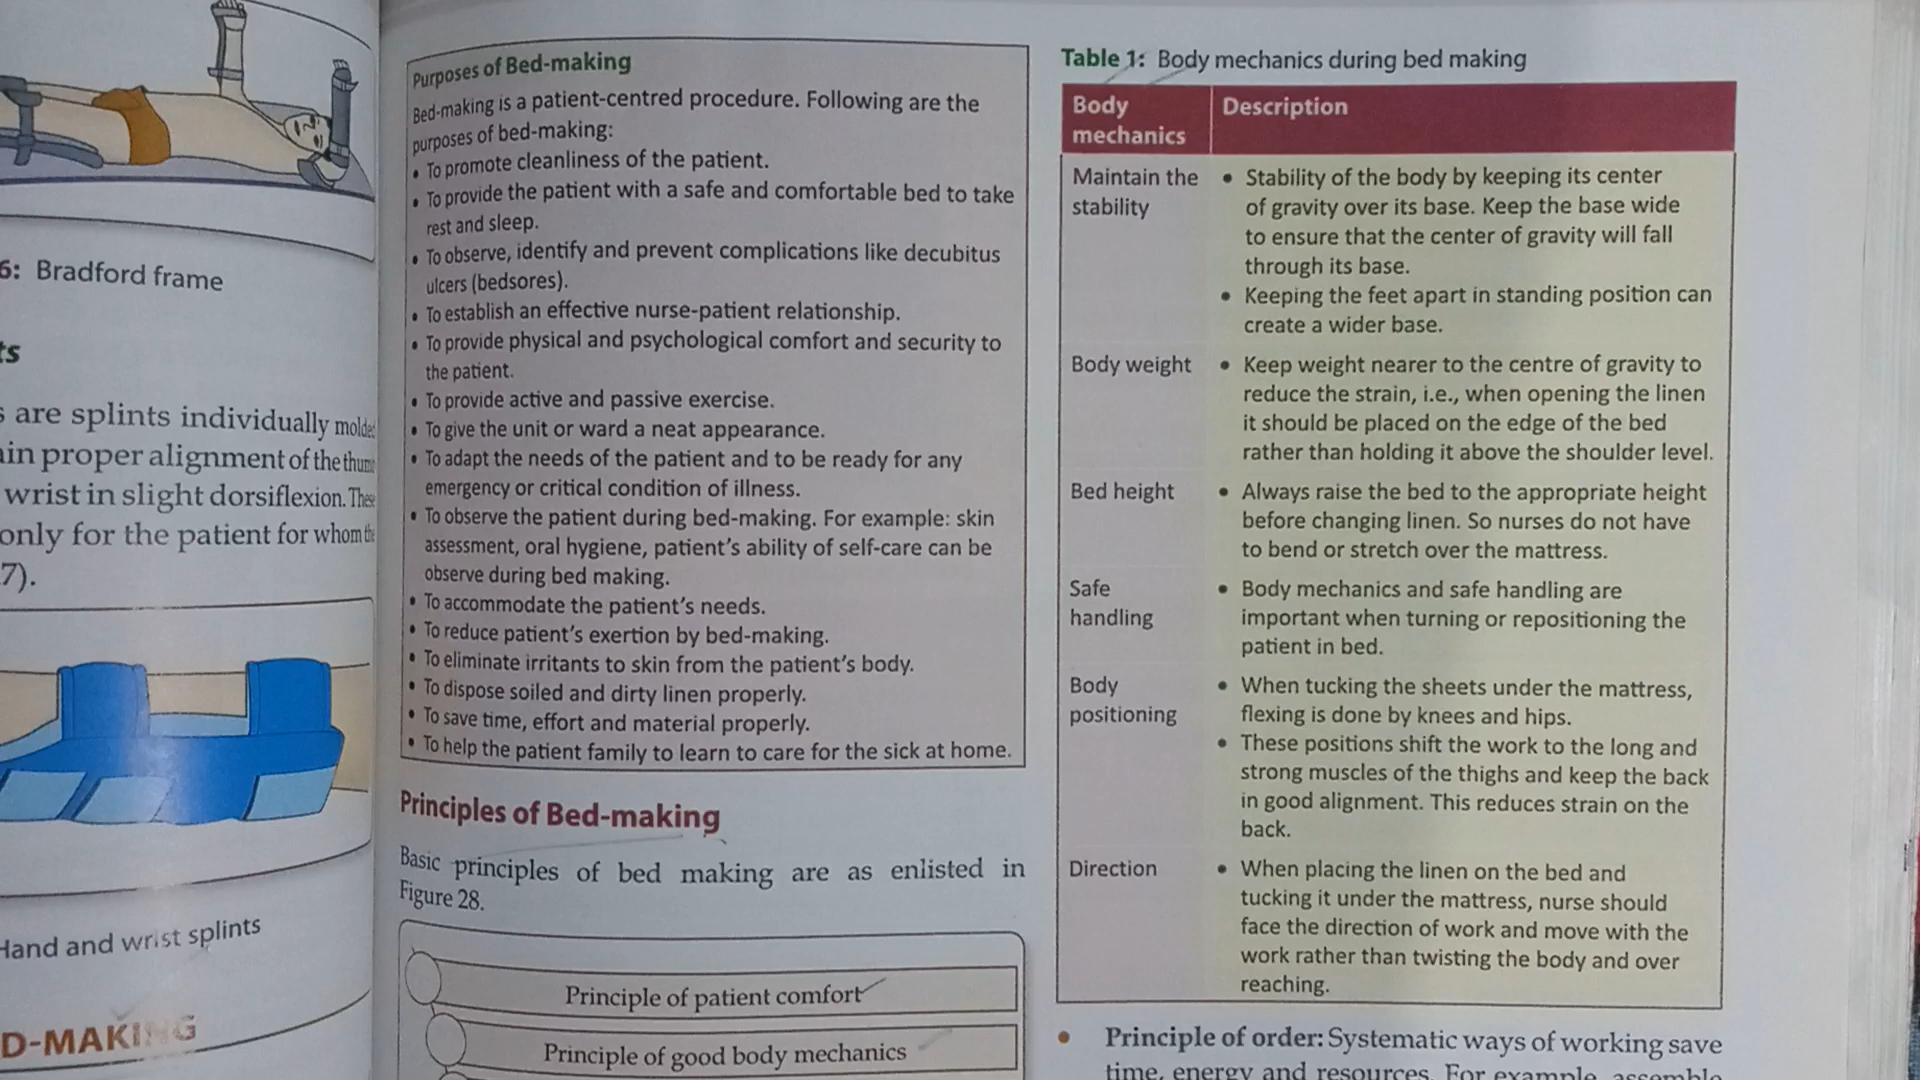 6: Bradford frame
ts
s are splints individually molded
ain proper alignment of the thumb
wrist in slight dorsiflexion. These
only for the patient for whom the
7).
Hand and wrist splints
D-MAKING
Purposes of Bed-making
Bed-making is a patient-centred procedure. Following are the
purposes of bed-making:
• To promote cleanliness of the patient.
• To provide the patient with a safe and comfortable bed to take
rest and sleep.
• To observe, identify and prevent complications like decubitus
ulcers (bedsores).
• To establish an effective nurse-patient relationship.
• To provide physical and psychological comfort and security to
the patient.
• To provide active and passive exercise.
• To give the unit or ward a neat appearance.
• To adapt the needs of the patient and to be ready for any
emergency or critical condition of illness.
• To observe the patient during bed-making. For example: skin
assessment, oral hygiene, patient's ability of self-care can be
observe during bed making.
• To accommodate the patient's needs.
• To reduce patient's exertion by bed-making.
• To eliminate irritants to skin from the patient's body.
• To dispose soiled and dirty linen properly.
• To save time, effort and material properly.
• To help the patient family to learn to care for the sick at home.
Principles of Bed-making
Basic principles of bed making are as enlisted in
Figure 28.
Principle of patient comfort
Principle of good body mechanics
Table 1: Body mechanics during bed making
Body
mechanics
Description
Maintain the
stability
• Stability of the body by keeping its center
of gravity over its base. Keep the base wide
to ensure that the center of gravity will fall
through its base.
• Keeping the feet apart in standing position can
create a wider base.
Body weight
• Keep weight nearer to the centre of gravity to
reduce the strain, i.e., when opening the linen
it should be placed on the edge of the bed
rather than holding it above the shoulder level.
Bed height
• Always raise the bed to the appropriate height
before changing linen. So nurses do not have
to bend or stretch over the mattress.
Safe
handling
• Body mechanics and safe handling are
important when turning or repositioning the
patient in bed.
Body
positioning
• When tucking the sheets under the mattress,
flexing is done by knees and hips.
• These positions shift the work to the long and
strong muscles of the thighs and keep the back
in good alignment. This reduces strain on the
back.
Direction
• When placing the linen on the bed and
tucking it under the mattress, nurse should
face the direction of work and move with the
work rather than twisting the body and over
reaching.
• Principle of order: Systematic ways of working save
time, energy and resources. For example, assemble